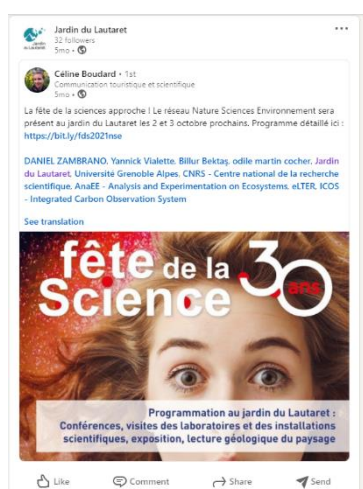 Jardin du Lautaret
32 followers
5mo •
Céline Boudard • 1st
Communication touristique et scientifique
5mo •
La fête de la sciences approche ! Le réseau Nature Sciences Environnement sera
présent au jardin du Lautaret les 2 et 3 octobre prochains. Programme détaillé ici :
https://bit.ly/fds2021nse
DANIEL ZAMBRANO, Yannick Vialette, Billur Bektaş, odile martin cocher, Jardin
du Lautaret, Université Grenoble Alpes, CNRS - Centre national de la recherche
scientifique, AnaEE - Analysis and Experimentation on Ecosystems, eLTER, ICOS
- Integrated Carbon Observation System
See translation
fête de la 30
Science ans
Programmation au jardin du Lautaret :
Conférences, visites des laboratoires et des installations
scientifiques, exposition, lecture géologique du paysage
Like Comment Share Send